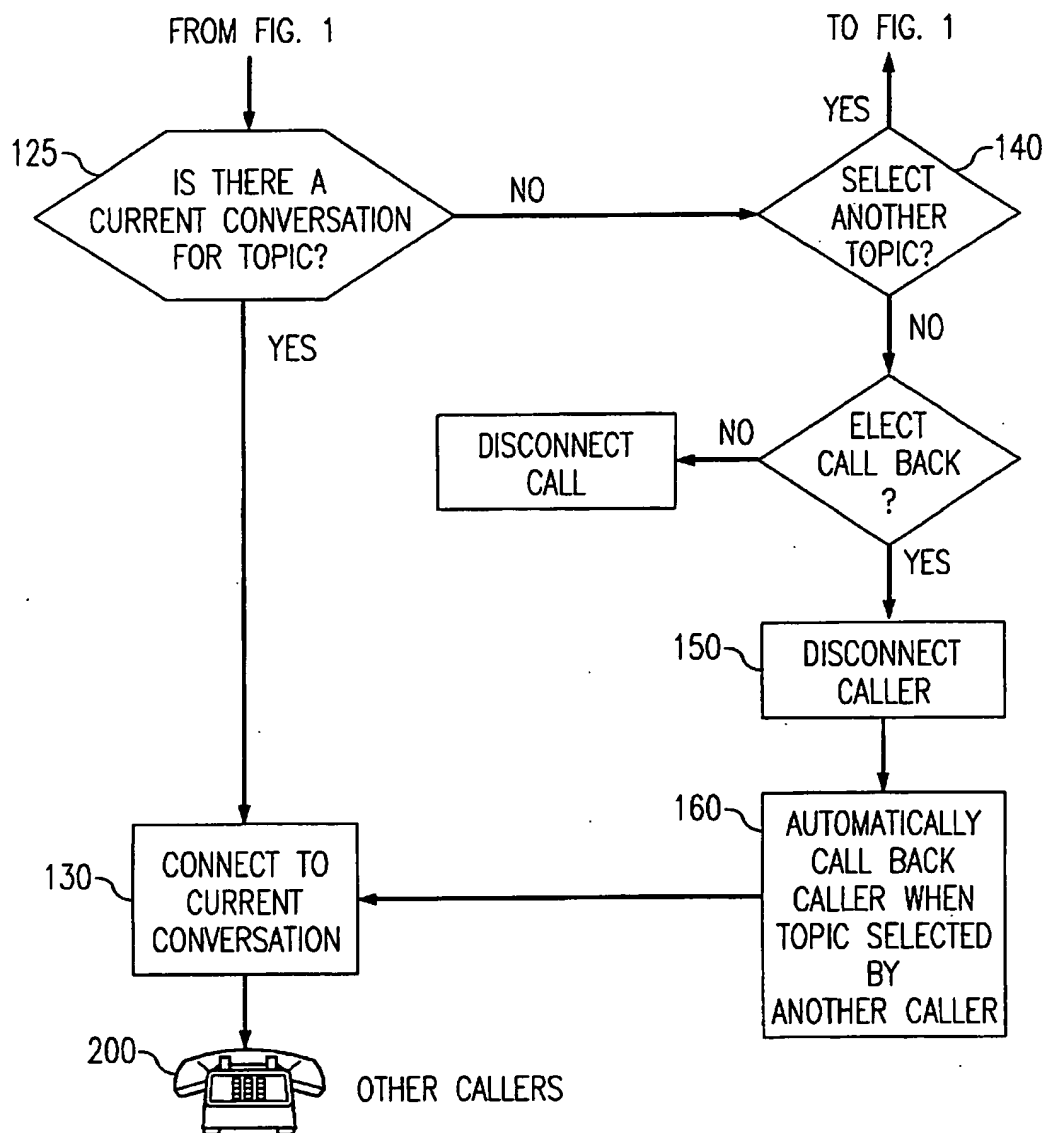 FROM FIG. 1
TO FIG. 1
YES
125
IS THERE A
CURRENT CONVERSATION
FOR TOPIC?
NO
140
SELECT
ANOTHER
TOPIC?
YES
NO
DISCONNECT
CALL
NO
ELECT
CALL BACK
?
YES
150
DISCONNECT
CALLER
160
AUTOMATICALLY
CALL BACK
CALLER WHEN
TOPIC SELECTED
BY
ANOTHER CALLER
130
CONNECT TO
CURRENT
CONVERSATION
200
OTHER CALLERS